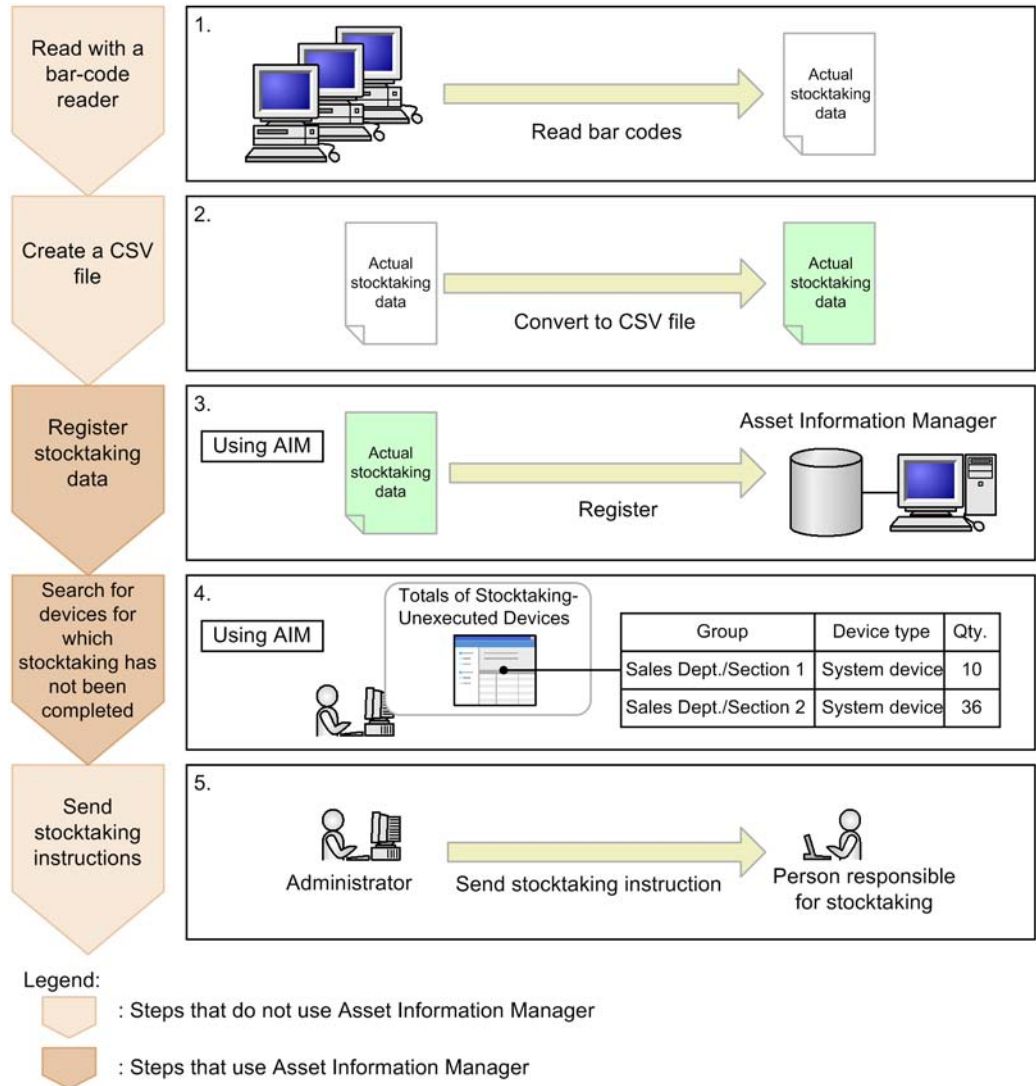 Read with a
bar-code
reader
1.
Read bar codes
Actual
stocktaking
data
Create a CSV
file
2.
Actual
stocktaking
data
Convert to CSV file
Actual
stocktaking
data
Register
stocktaking
data
3.
Using AIM
Actual
stocktaking
data
Register
Asset Information Manager
Search for
devices for
which
stocktaking has
not been
completed
4.
Using AIM
Totals of Stocktaking-
Unexecuted Devices
Group Device type Qty.
Sales Dept./Section 1 System device 10
Sales Dept./Section 2 System device 36
Send
stocktaking
instructions
5.
Administrator
Send stocktaking instruction
Person responsible
for stocktaking
Legend:
: Steps that do not use Asset Information Manager
: Steps that use Asset Information Manager